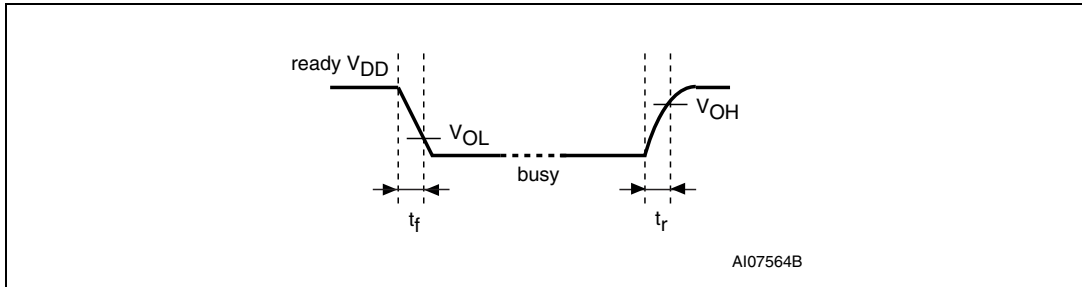 ready VDD
VOL
VOH
busy
tf
tr
AI07564B